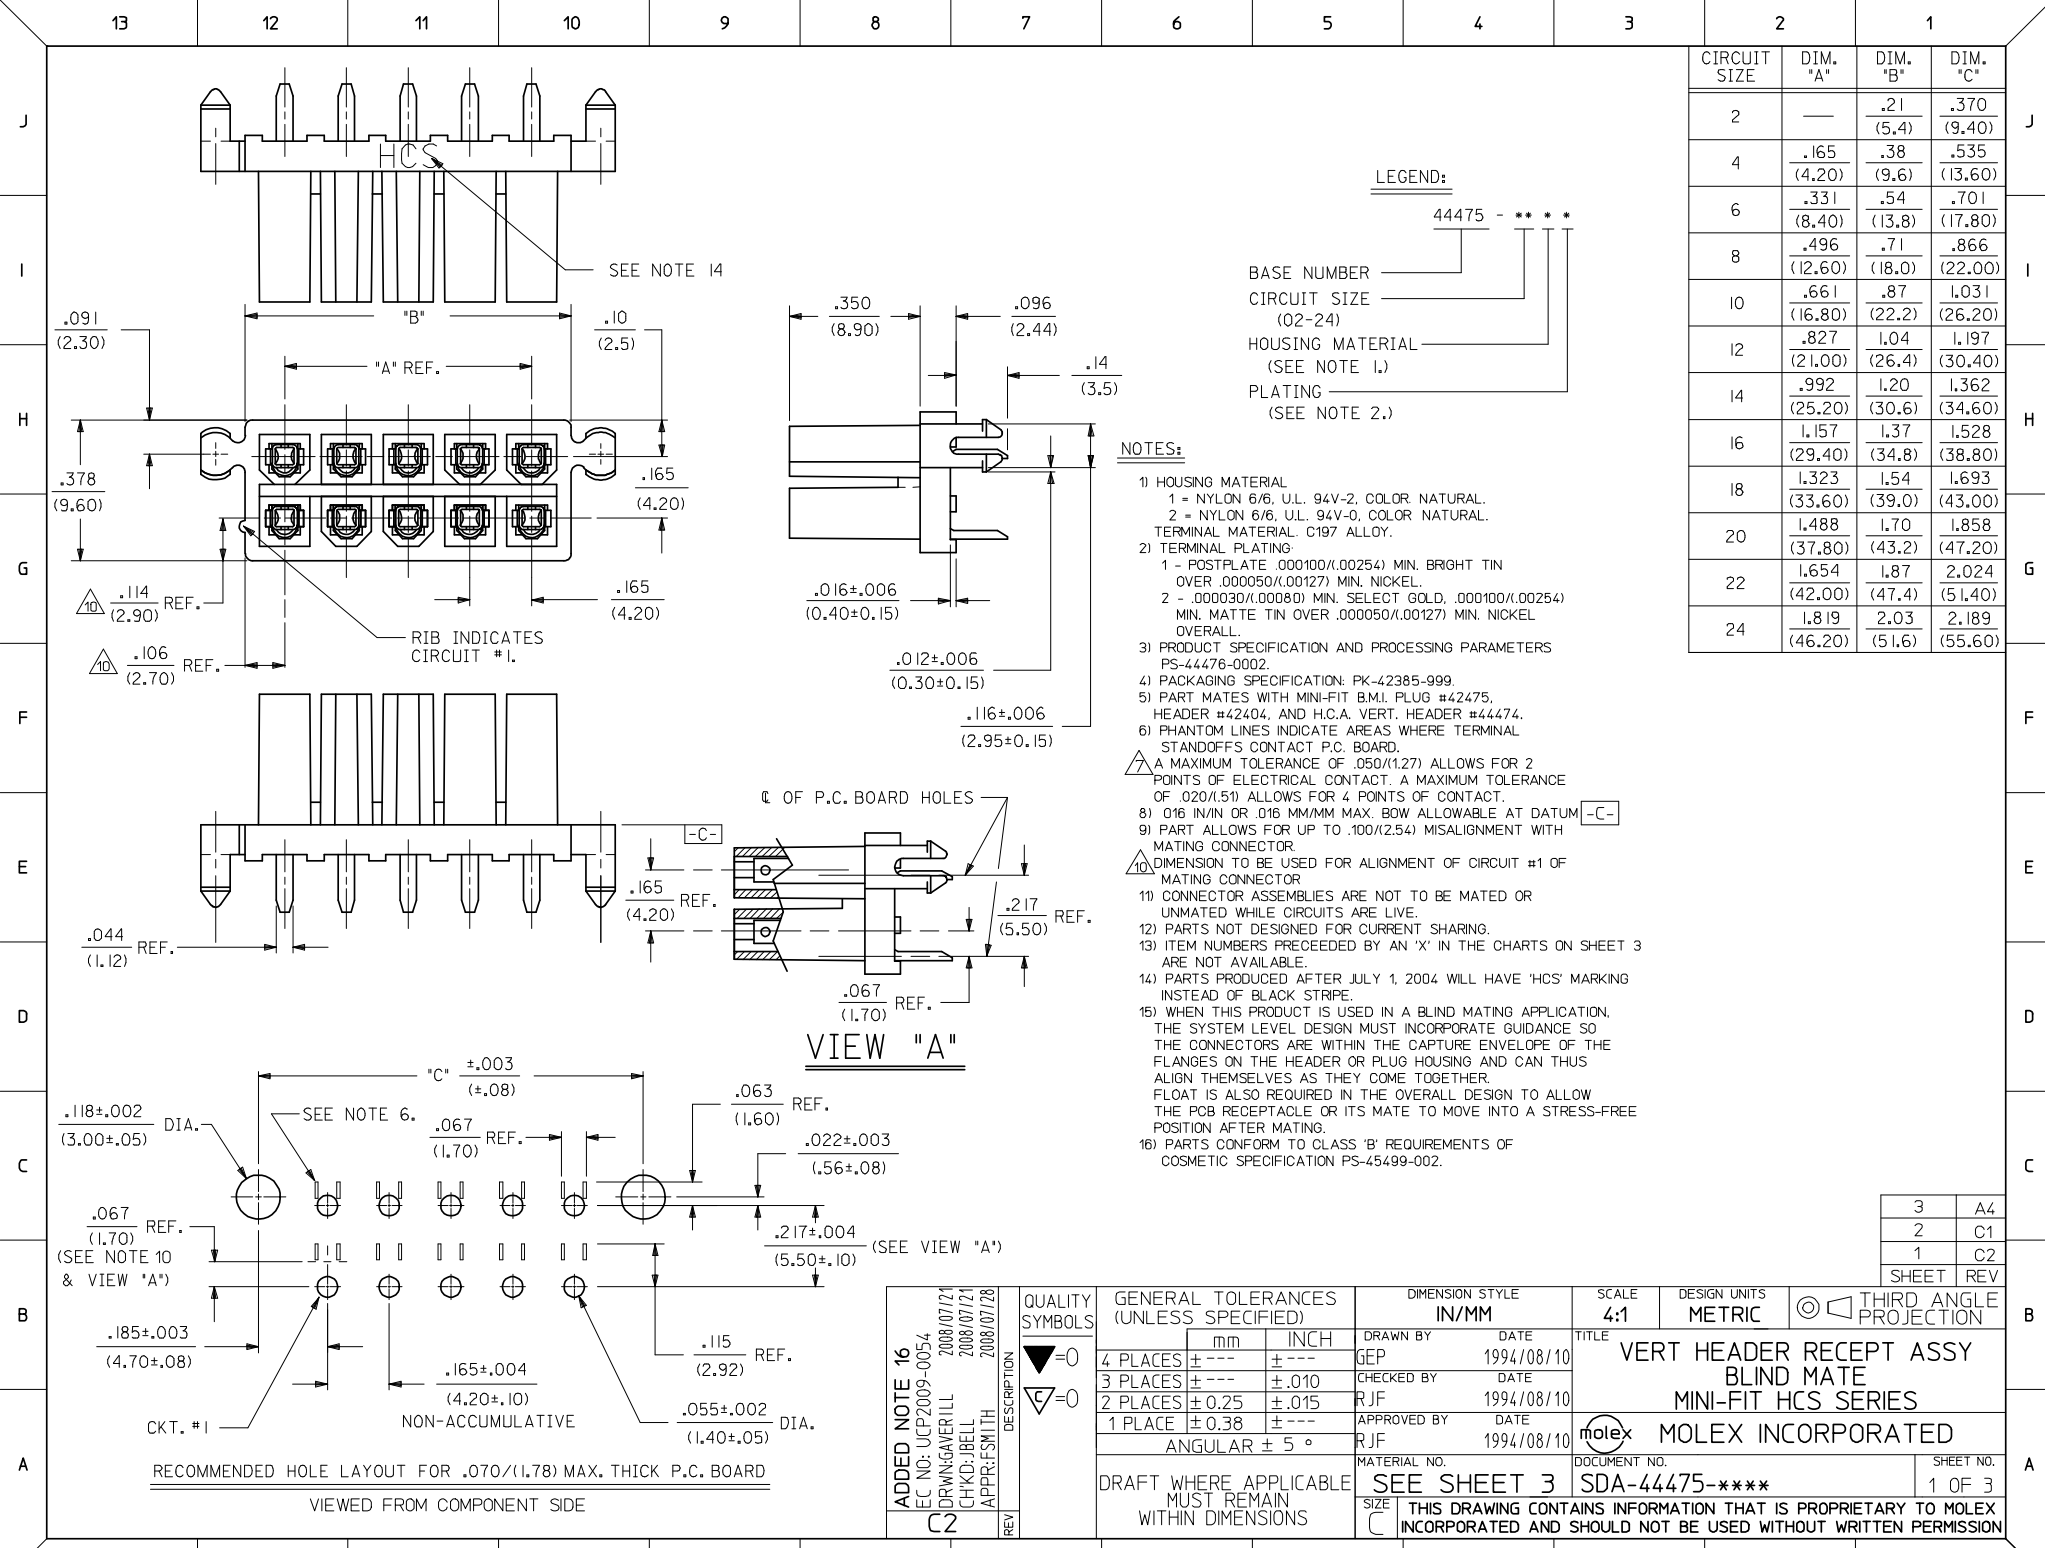 13 12 11 10 9 8 7 6 5 4 3 2 1
J
I
H
G
F
E
D
C
B
A
CIRCUIT SIZE DIM. "A" DIM. "B" DIM. "C"
2 — .21 (5.4) .370 (9.40)
4 .165 (4.20) .38 (9.6) .535 (13.60)
6 .331 (8.40) .54 (13.8) .701 (17.80)
8 .496 (12.60) .71 (18.0) .866 (22.00)
10 .661 (16.80) .87 (22.2) 1.031 (26.20)
12 .827 (21.00) 1.04 (26.4) 1.197 (30.40)
14 .992 (25.20) 1.20 (30.6) 1.362 (34.60)
16 1.157 (29.40) 1.37 (34.8) 1.528 (38.80)
18 1.323 (33.60) 1.54 (39.0) 1.693 (43.00)
20 1.488 (37.80) 1.70 (43.2) 1.858 (47.20)
22 1.654 (42.00) 1.87 (47.4) 2.024 (51.40)
24 1.819 (46.20) 2.03 (51.6) 2.189 (55.60)
HCS
SEE NOTE 14
"B"
"A" REF.
.091
(2.30)
.10
(2.5)
.378
(9.60)
.165
(4.20)
10 .114 REF.
(2.90)
10 .106 REF.
(2.70)
.165
(4.20)
RIB INDICATES
CIRCUIT #1.
.350
(8.90)
.096
(2.44)
.14
(3.5)
.016±.006
(0.40±0.15)
.012±.006
(0.30±0.15)
.116±.006
(2.95±0.15)
LEGEND:
44475 - ** * *
BASE NUMBER
CIRCUIT SIZE
(02-24)
HOUSING MATERIAL
(SEE NOTE 1.)
PLATING
(SEE NOTE 2.)
-C-
.044 REF.
(1.12)
℄ OF P.C. BOARD HOLES
.165 REF.
(4.20)
.217 REF.
(5.50)
.067 REF.
(1.70)
VIEW "A"
NOTES:
1) HOUSING MATERIAL
1 = NYLON 6/6, U.L. 94V-2, COLOR NATURAL.
2 = NYLON 6/6, U.L. 94V-0, COLOR NATURAL.
TERMINAL MATERIAL: C197 ALLOY.
2) TERMINAL PLATING:
1 - POSTPLATE .000100/(.00254) MIN. BRIGHT TIN
OVER .000050/(.00127) MIN. NICKEL.
2 - .000030/(.00080) MIN. SELECT GOLD, .000100/(.00254)
MIN. MATTE TIN OVER .000050/(.00127) MIN. NICKEL
OVERALL.
3) PRODUCT SPECIFICATION AND PROCESSING PARAMETERS
PS-44476-0002.
4) PACKAGING SPECIFICATION: PK-42385-999.
5) PART MATES WITH MINI-FIT B.M.I. PLUG #42475,
HEADER #42404, AND H.C.A. VERT. HEADER #44474.
6) PHANTOM LINES INDICATE AREAS WHERE TERMINAL
STANDOFFS CONTACT P.C. BOARD.
7 A MAXIMUM TOLERANCE OF .050/(1.27) ALLOWS FOR 2
POINTS OF ELECTRICAL CONTACT. A MAXIMUM TOLERANCE
OF .020/(.51) ALLOWS FOR 4 POINTS OF CONTACT.
8) .016 IN/IN OR .016 MM/MM MAX. BOW ALLOWABLE AT DATUM -C-
9) PART ALLOWS FOR UP TO .100/(2.54) MISALIGNMENT WITH
MATING CONNECTOR.
10 DIMENSION TO BE USED FOR ALIGNMENT OF CIRCUIT #1 OF
MATING CONNECTOR
11) CONNECTOR ASSEMBLIES ARE NOT TO BE MATED OR
UNMATED WHILE CIRCUITS ARE LIVE.
12) PARTS NOT DESIGNED FOR CURRENT SHARING.
13) ITEM NUMBERS PRECEEDED BY AN 'X' IN THE CHARTS ON SHEET 3
ARE NOT AVAILABLE.
14) PARTS PRODUCED AFTER JULY 1, 2004 WILL HAVE 'HCS' MARKING
INSTEAD OF BLACK STRIPE.
15) WHEN THIS PRODUCT IS USED IN A BLIND MATING APPLICATION,
THE SYSTEM LEVEL DESIGN MUST INCORPORATE GUIDANCE SO
THE CONNECTORS ARE WITHIN THE CAPTURE ENVELOPE OF THE
FLANGES ON THE HEADER OR PLUG HOUSING AND CAN THUS
ALIGN THEMSELVES AS THEY COME TOGETHER.
FLOAT IS ALSO REQUIRED IN THE OVERALL DESIGN TO ALLOW
THE PCB RECEPTACLE OR ITS MATE TO MOVE INTO A STRESS-FREE
POSITION AFTER MATING.
16) PARTS CONFORM TO CLASS 'B' REQUIREMENTS OF
COSMETIC SPECIFICATION PS-45499-002.
"C" ±.003
(±.08)
.118±.002 DIA.
(3.00±.05)
SEE NOTE 6.
.067 REF.
(1.70)
.063 REF.
(1.60)
.022±.003
(.56±.08)
.067 REF.
(1.70)
(SEE NOTE 10
& VIEW "A")
.217±.004 (SEE VIEW "A")
(5.50±.10)
.185±.003
(4.70±.08)
.115 REF.
(2.92)
.165±.004
(4.20±.10)
NON-ACCUMULATIVE
.055±.002 DIA.
(1.40±.05)
CKT. #1
RECOMMENDED HOLE LAYOUT FOR .070/(1.78) MAX. THICK P.C. BOARD
VIEWED FROM COMPONENT SIDE
3 A4
2 C1
1 C2
SHEET REV
ADDED NOTE 16
EC NO: UCP2009-0054
DRWN:GAVERILL 2008/07/21
CH'KD:JBELL 2008/07/21
APPR:FSMITH 2008/07/28
C2
DESCRIPTION
REV
QUALITY SYMBOLS
=0
C =0
GENERAL TOLERANCES
(UNLESS SPECIFIED)
mm INCH
4 PLACES ±--- ±---
3 PLACES ±--- ±.010
2 PLACES ±0.25 ±.015
1 PLACE ±0.38 ±---
ANGULAR ± 5 °
DRAFT WHERE APPLICABLE
MUST REMAIN
WITHIN DIMENSIONS
DIMENSION STYLE
IN/MM
SCALE
4:1
DESIGN UNITS
METRIC
THIRD ANGLE
PROJECTION
DRAWN BY DATE
GEP 1994/08/10
CHECKED BY DATE
RJF 1994/08/10
APPROVED BY DATE
RJF 1994/08/10
TITLE
VERT HEADER RECEPT ASSY
BLIND MATE
MINI-FIT HCS SERIES
molex MOLEX INCORPORATED
MATERIAL NO.
SEE SHEET 3
DOCUMENT NO.
SDA-44475-****
SHEET NO.
1 OF 3
SIZE
C
THIS DRAWING CONTAINS INFORMATION THAT IS PROPRIETARY TO MOLEX
INCORPORATED AND SHOULD NOT BE USED WITHOUT WRITTEN PERMISSION